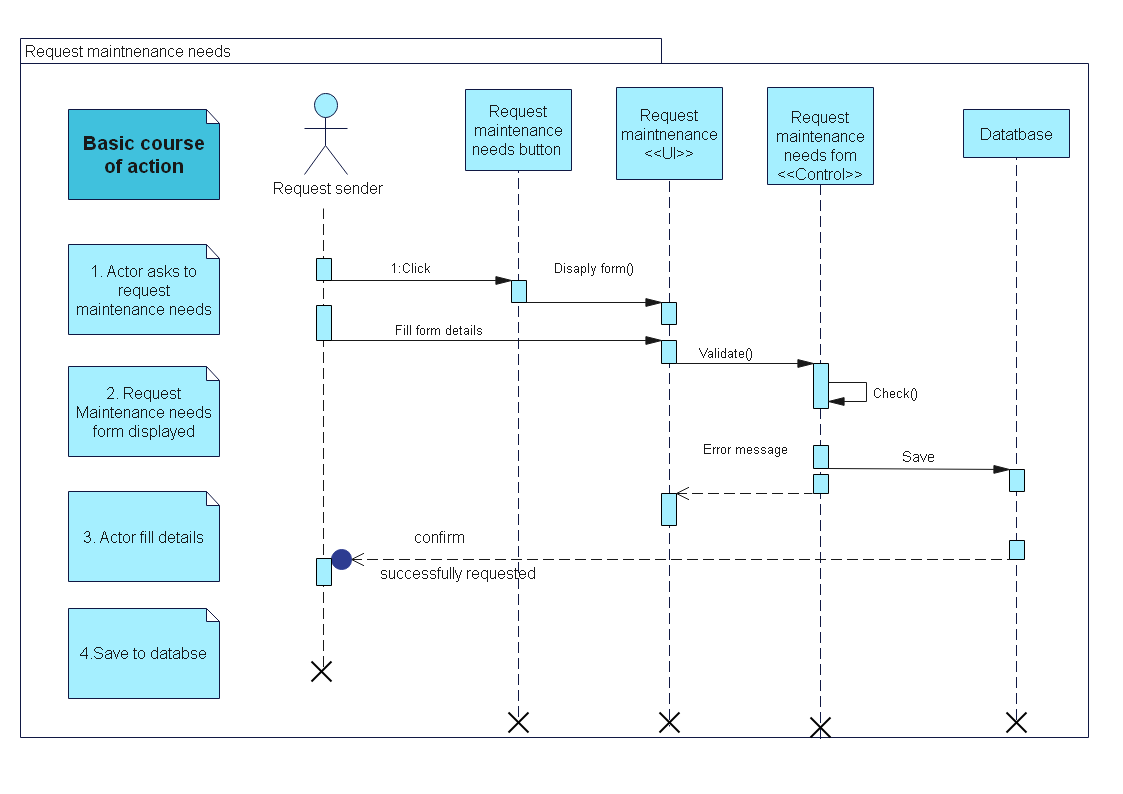 Request maintnenance needs
Basic course
of action
Request sender
Request
maintenance
needs button
Request
maintnenance
<<UI>>
Request
maintenance
needs fom
<<Control>>
Datatbase
1. Actor asks to
request
maintenance needs
1:Click
Disaply form()
Fill form details
Validate()
Check()
2. Request
Maintenance needs
form displayed
Error message
Save
3. Actor fill details
confirm
successfully requested
4.Save to databse